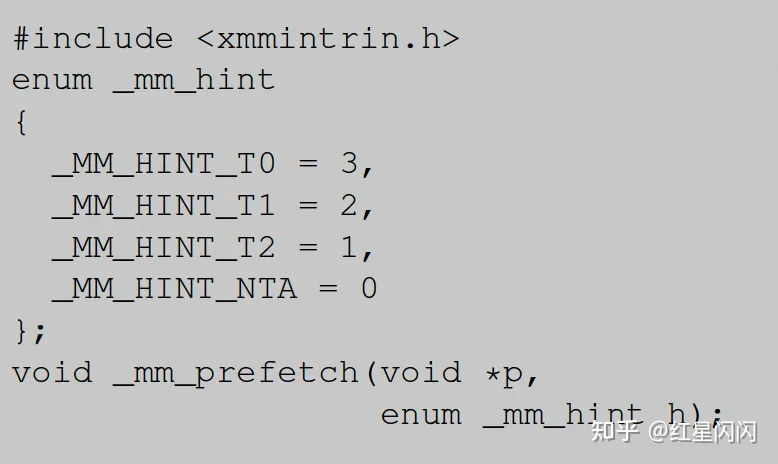 #include <xmmintrin.h>
enum _mm_hint
{
  _MM_HINT_T0 = 3,
  _MM_HINT_T1 = 2,
  _MM_HINT_T2 = 1,
  _MM_HINT_NTA = 0
};
void _mm_prefetch(void *p,
                  enum _mm_hint h);
知乎 @红星闪闪